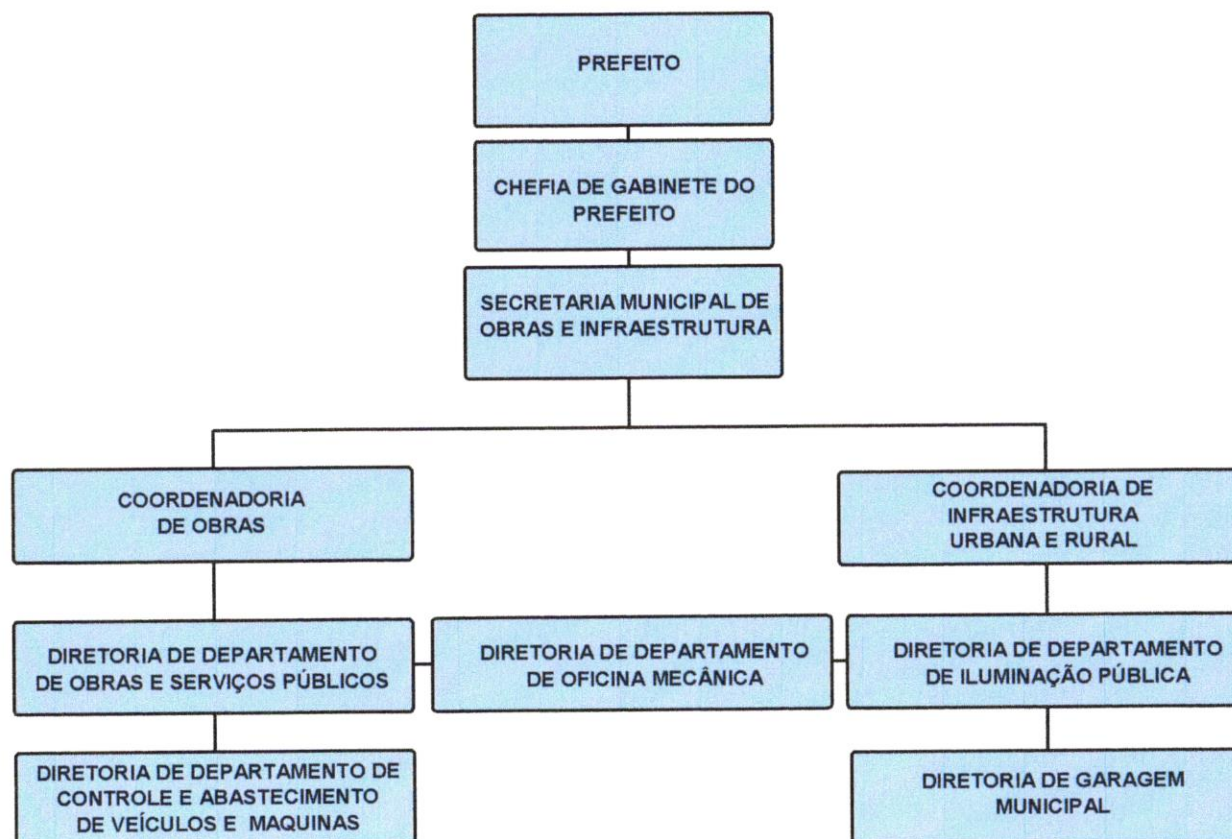 PREFEITO
CHEFIA DE GABINETE DO
PREFEITO
SECRETARIA MUNICIPAL DE
OBRAS E INFRAESTRUTURA
COORDENADORIA
DE OBRAS
COORDENADORIA DE
INFRAESTRUTURA
URBANA E RURAL
DIRETORIA DE DEPARTAMENTO
DE OBRAS E SERVIÇOS PÚBLICOS
DIRETORIA DE DEPARTAMENTO
DE OFICINA MECÂNICA
DIRETORIA DE DEPARTAMENTO
DE ILUMINAÇÃO PÚBLICA
DIRETORIA DE DEPARTAMENTO DE
CONTROLE E ABASTECIMENTO
DE VEÍCULOS E MAQUINAS
DIRETORIA DE GARAGEM
MUNICIPAL